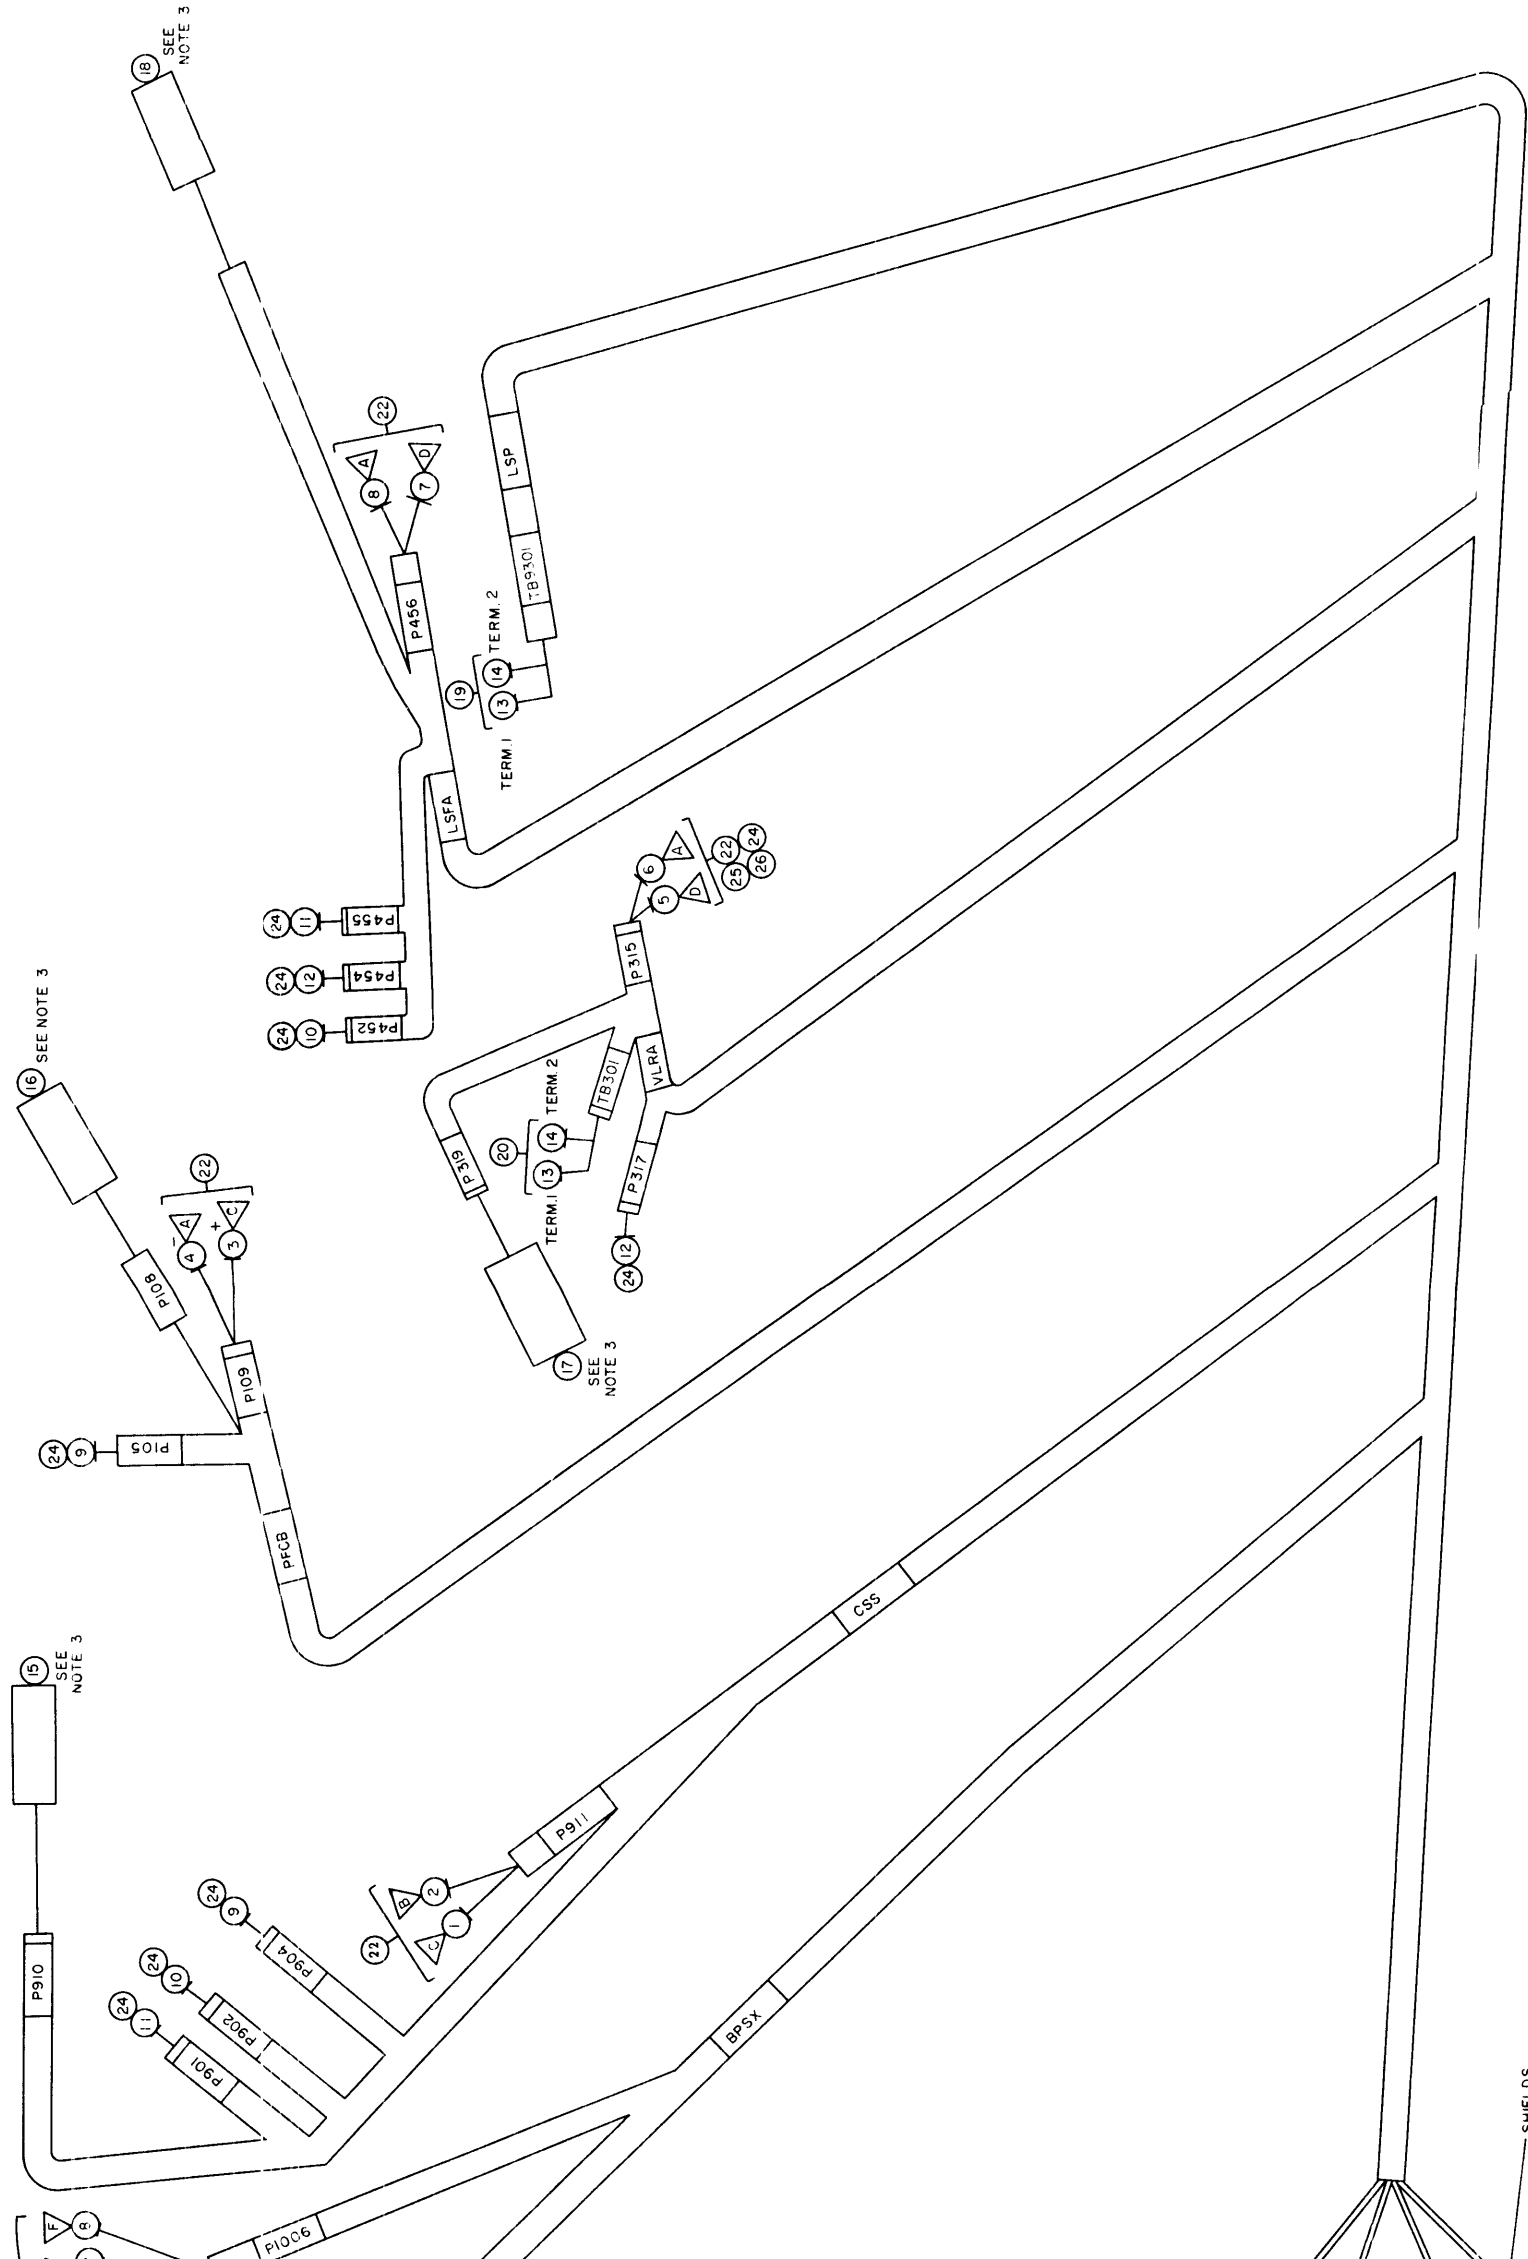 18
SEE
NOTE 3
22
A
8
D
7
P456
LSP
TB9301
TERM. 2
19
14
13
TERM.1
LSFA
24
11
P455
24
12
P454
24
10
P452
16
SEE NOTE 3
P108
22
A
-
4
C
+
3
P109
24
9
P105
PFCB
6
A
5
D
22
24
25
26
P315
VLRA
TB301
TERM. 2
20
14
13
TERM.1
P319
17
SEE
NOTE 3
P317
12
24
15
SEE
NOTE 3
P910
24
9
P904
24
10
P902
24
11
P901
22
B
2
C
1
P911
CSS
BPSX
P1006
F
8
SHIELDS